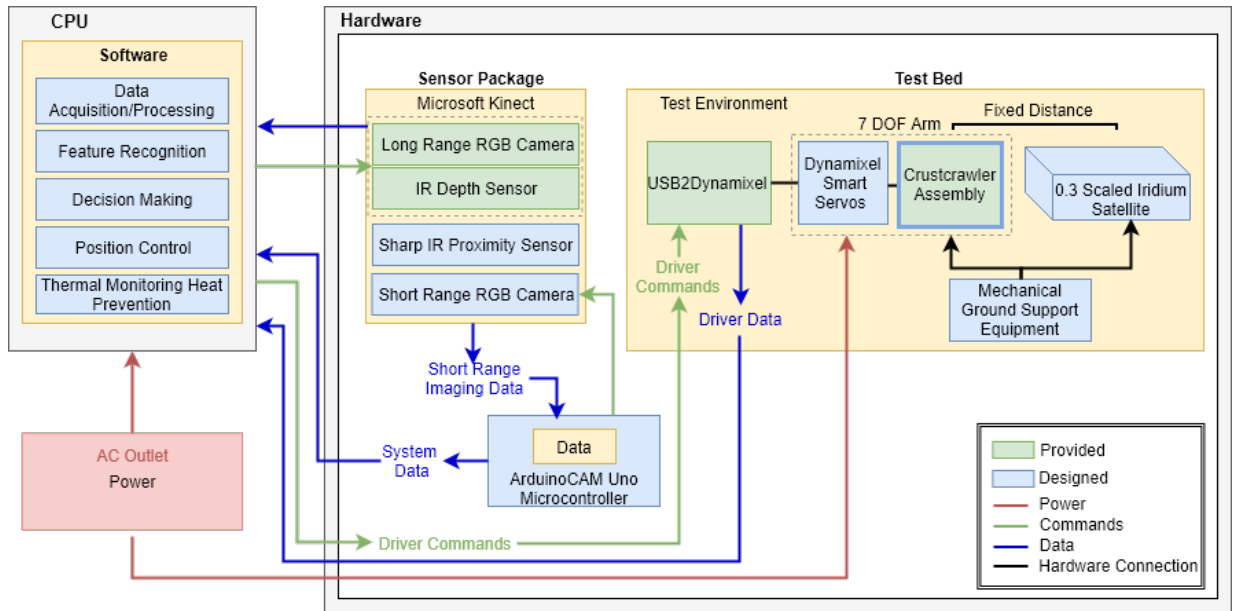 CPU
Software
Data
Acquisition/Processing
Feature Recognition
Decision Making
Position Control
Thermal Monitoring Heat
Prevention
AC Outlet
Power
Hardware
Sensor Package
Microsoft Kinect
Long Range RGB Camera
IR Depth Sensor
Sharp IR Proximity Sensor
Short Range RGB Camera
Short Range
Imaging Data
System
Data
Data
ArduinoCAM Uno
Microcontroller
Driver Commands
Test Bed
Test Environment
Fixed Distance
7 DOF Arm
USB2Dynamixel
Dynamixel
Smart
Servos
Crustcrawler
Assembly
0.3 Scaled Iridium
Satellite
Driver
Commands
Driver Data
Mechanical
Ground Support
Equipment
Provided
Designed
Power
Commands
Data
Hardware Connection